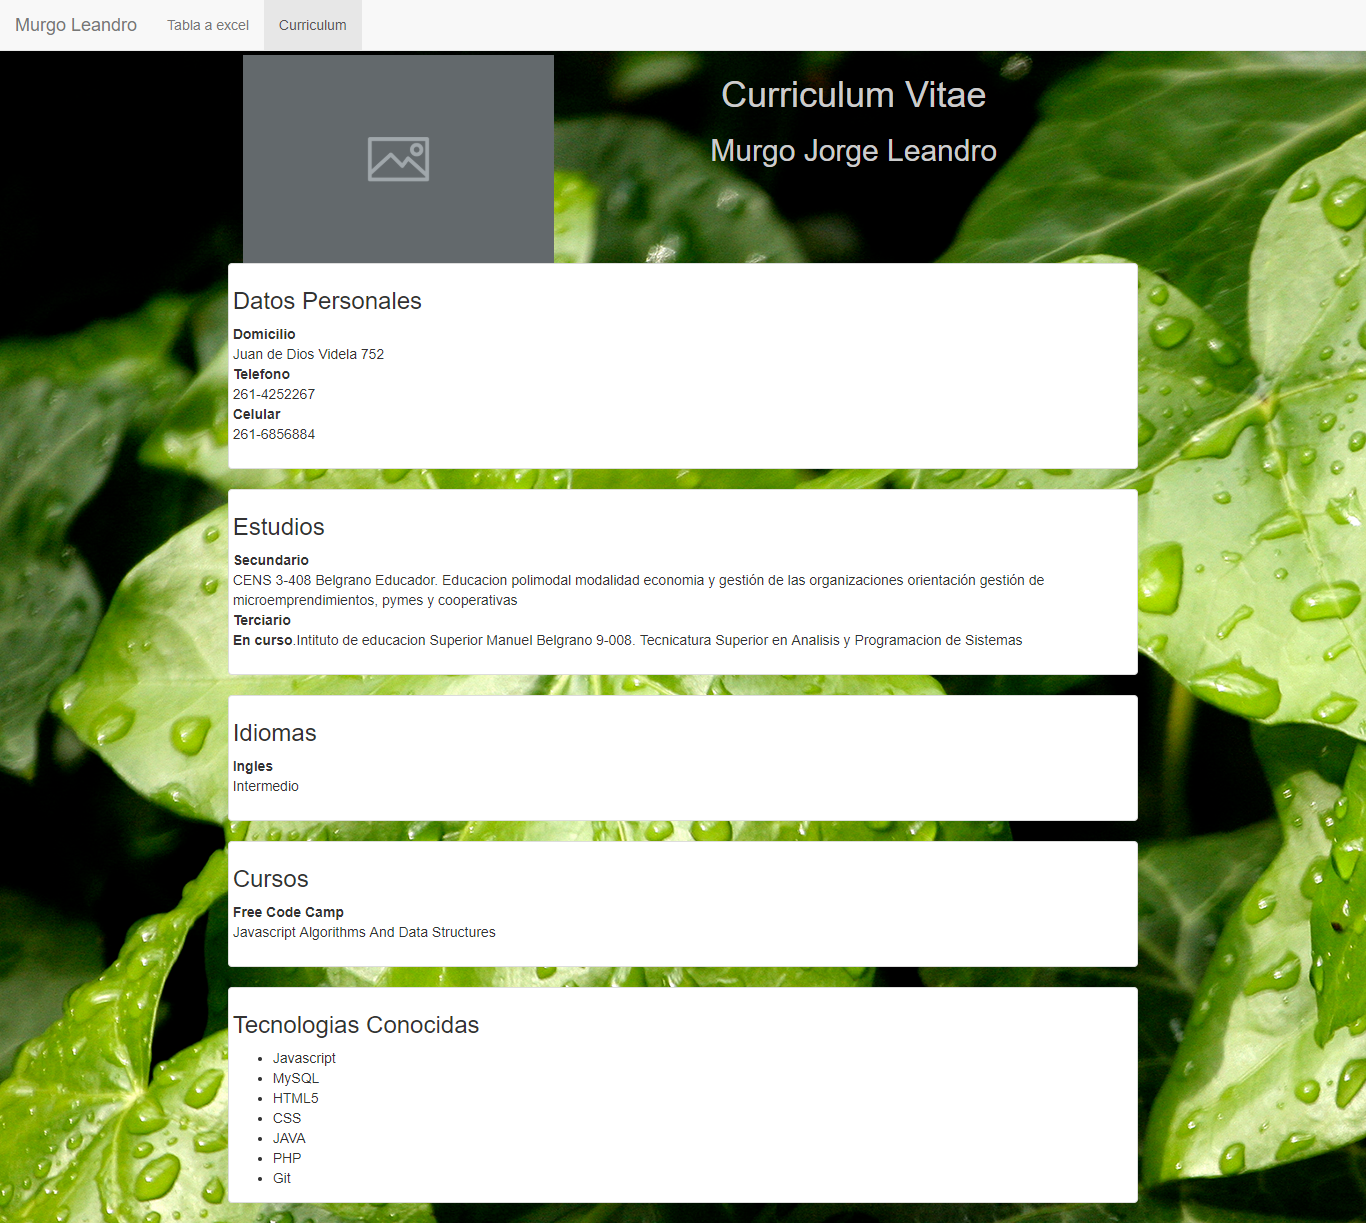 Murgo Leandro Tabla a excel Curriculum
Curriculum Vitae
Murgo Jorge Leandro
Datos Personales
Domicilio
Juan de Dios Videla 752
Telefono
261-4252267
Celular
261-6856884
Estudios
Secundario
CENS 3-408 Belgrano Educador. Educacion polimodal modalidad economia y gestión de las organizaciones orientación gestión de
microemprendimientos, pymes y cooperativas
Terciario
En curso.Intituto de educacion Superior Manuel Belgrano 9-008. Tecnicatura Superior en Analisis y Programacion de Sistemas
Idiomas
Ingles
Intermedio
Cursos
Free Code Camp
Javascript Algorithms And Data Structures
Tecnologias Conocidas
Javascript
MySQL
HTML5
CSS
JAVA
PHP
Git